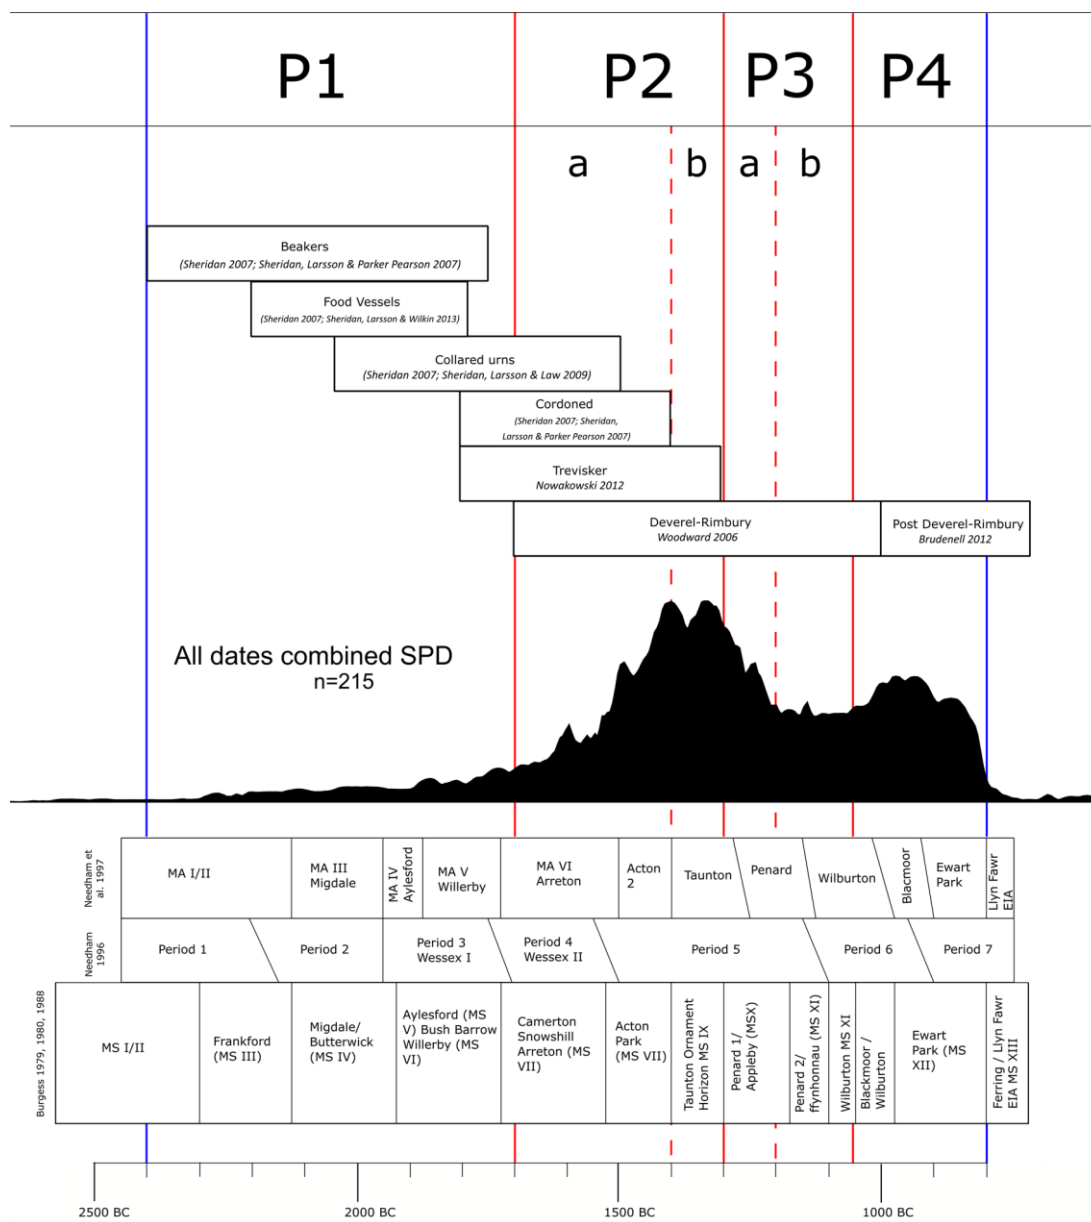 P1 P2 P3 P4
a b a b
Beakers
(Sheridan 2007; Sheridan, Larsson & Parker Pearson 2007)
Food Vessels
(Sheridan 2007; Sheridan, Larsson & Wilkin 2013)
Collared urns
(Sheridan 2007; Sheridan, Larsson & Law 2009)
Cordoned
(Sheridan 2007; Sheridan,
Larsson & Parker Pearson 2007)
Trevisker
Nowakowski 2012
Deverel-Rimbury
Woodward 2006
Post Deverel-Rimbury
Brudenell 2012
All dates combined SPD
n=215
Needham et
al. 1997
MA I/II
MA III
Migdale
MA IV
Aylesford
MA V
Willerby
MA VI
Arreton
Acton
2
Taunton
Penard
Wilburton
Blacmoor
Ewart
Park
Llyn Fawr
EIA
Needham
1996
Period 1
Period 2
Period 3
Wessex I
Period 4
Wessex II
Period 5
Period 6
Period 7
Burgess 1979, 1980, 1988
MS I/II
Frankford
(MS III)
Migdale/
Butterwick
(MS IV)
Aylesford (MS
V) Bush Barrow
Willerby (MS
VI)
Camerton
Snowshill
Arreton (MS
VII)
Acton
Park
(MS VII)
Taunton Ornament
Horizon MS IX
Penard 1/
Appleby (MSX)
Penard 2/
ffynhonnau (MS XI)
Wilburton MS XI
Blackmoor /
Wilburton
Ewart
Park (MS
XII)
Ferring / Llyn Fawr
EIA MS XIII
2500 BC 2000 BC 1500 BC 1000 BC